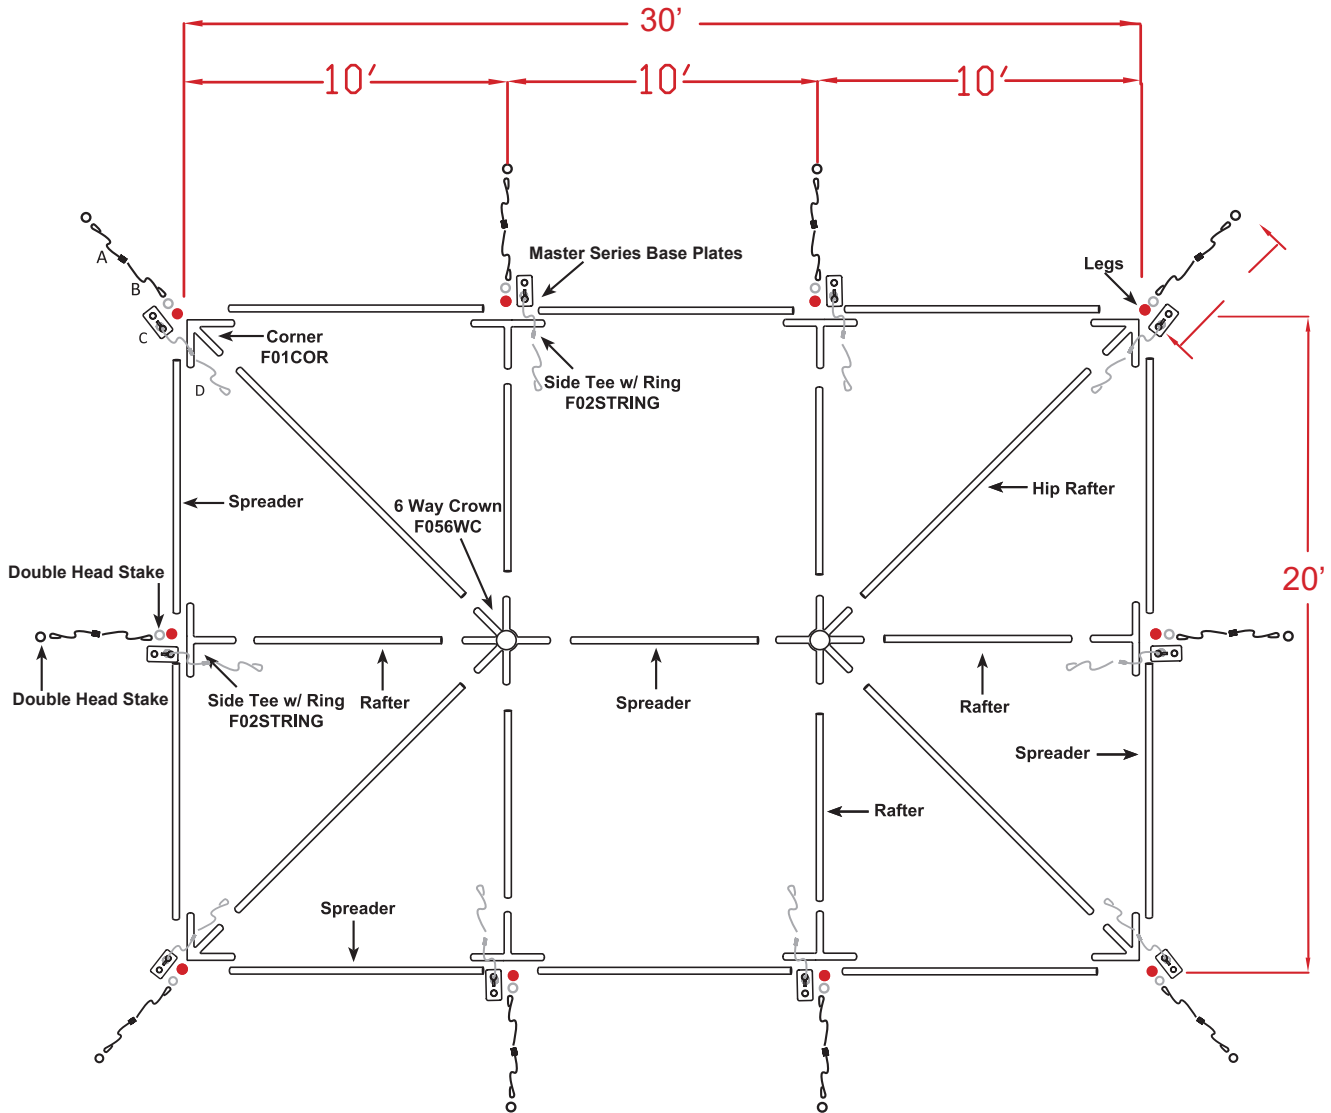 30'
10'
10'
10'
Master Series Base Plates
Legs
A
B
C
D
Corner
F01COR
Side Tee w/ Ring
F02STRING
Spreader
6 Way Crown
F056WC
Hip Rafter
Double Head Stake
20'
Double Head Stake
Side Tee w/ Ring
F02STRING
Rafter
Spreader
Rafter
Spreader
Rafter
Spreader